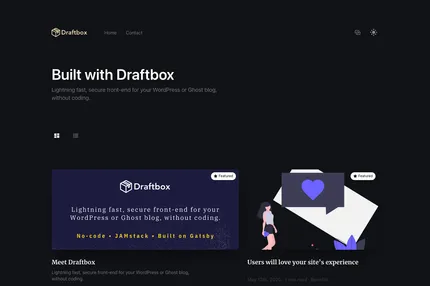 Draftbox
Home
Contact
Built with Draftbox
Lightning fast, secure front-end for your WordPress or Ghost blog,
without coding.
Featured
Draftbox
Lightning fast, secure front-end for your
WordPress or Ghost blog, without coding.
No-code • JAMstack • Built on Gatsby
Meet Draftbox
Lightning fast, secure front-end for your WordPress or Ghost blog,
without coding.
Featured
Users will love your site's experience